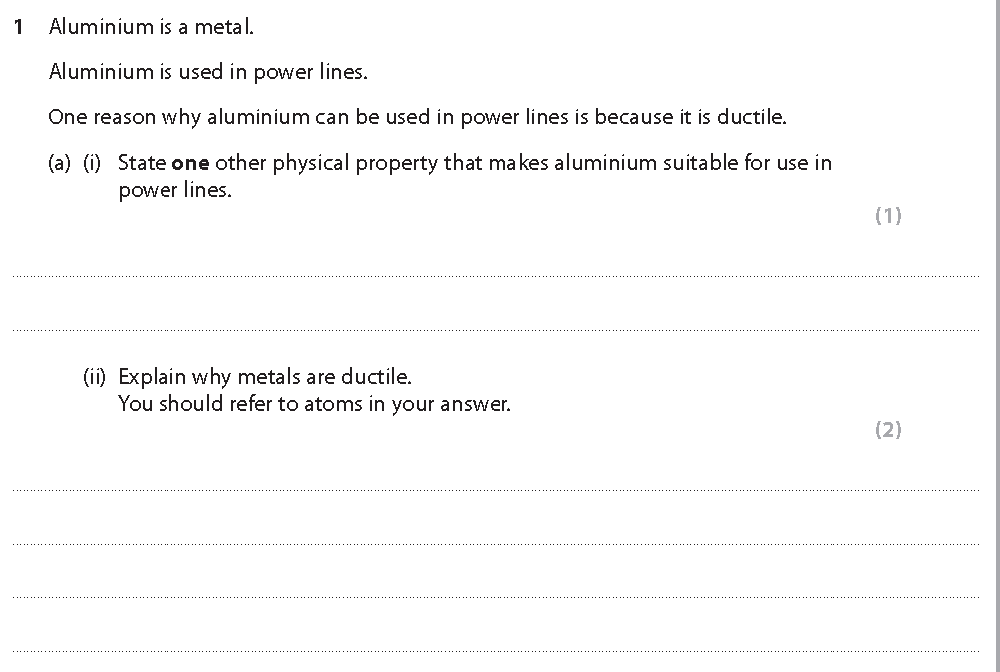 1 Aluminium is a metal.
Aluminium is used in power lines.
One reason why aluminium can be used in power lines is because it is ductile.
(a) (i) State one other physical property that makes aluminium suitable for use in
power lines.
(1)
(ii) Explain why metals are ductile.
You should refer to atoms in your answer.
(2)